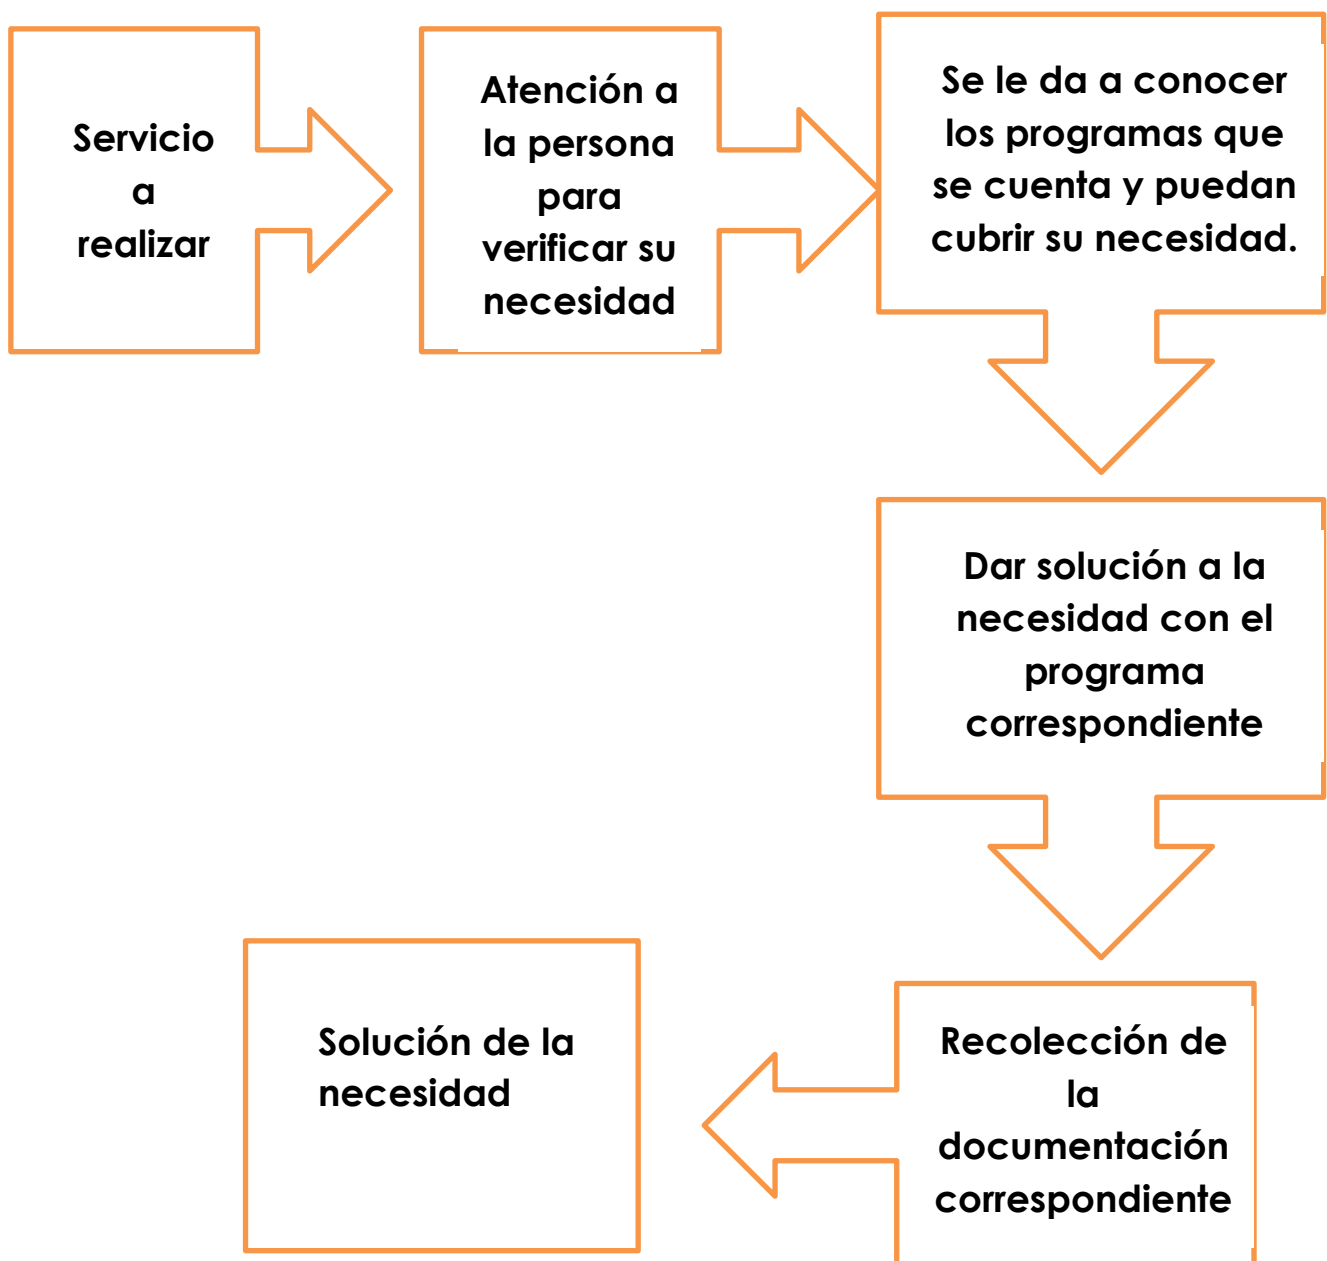 Servicio
a
realizar
Atención a
la persona
para
verificar su
necesidad
Se le da a conocer
los programas que
se cuenta y puedan
cubrir su necesidad.
Dar solución a la
necesidad con el
programa
correspondiente
Recolección de
la
documentación
correspondiente
Solución de la
necesidad